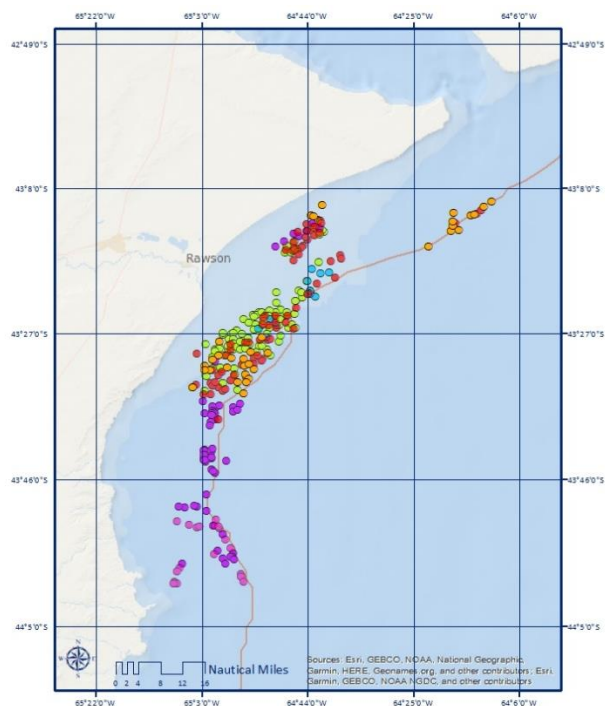 65°22'0"W 65°3'0"W 64°44'0"W 64°25'0"W 64°6'0"W
42°49'0"S 42°49'0"S
43°8'0"S 43°8'0"S
Rawson
43°27'0"S 43°27'0"S
43°46'0"S 43°46'0"S
44°5'0"S 44°5'0"S
N
W E
S
Nautical Miles
0 2 4 8 12 16
Sources: Esri, GEBCO, NOAA, National Geographic,
Garmin, HERE, Geonames.org, and other contributors; Esri,
Garmin, GEBCO, NOAA NGDC, and other contributors
65°22'0"W 65°3'0"W 64°44'0"W 64°25'0"W 64°6'0"W